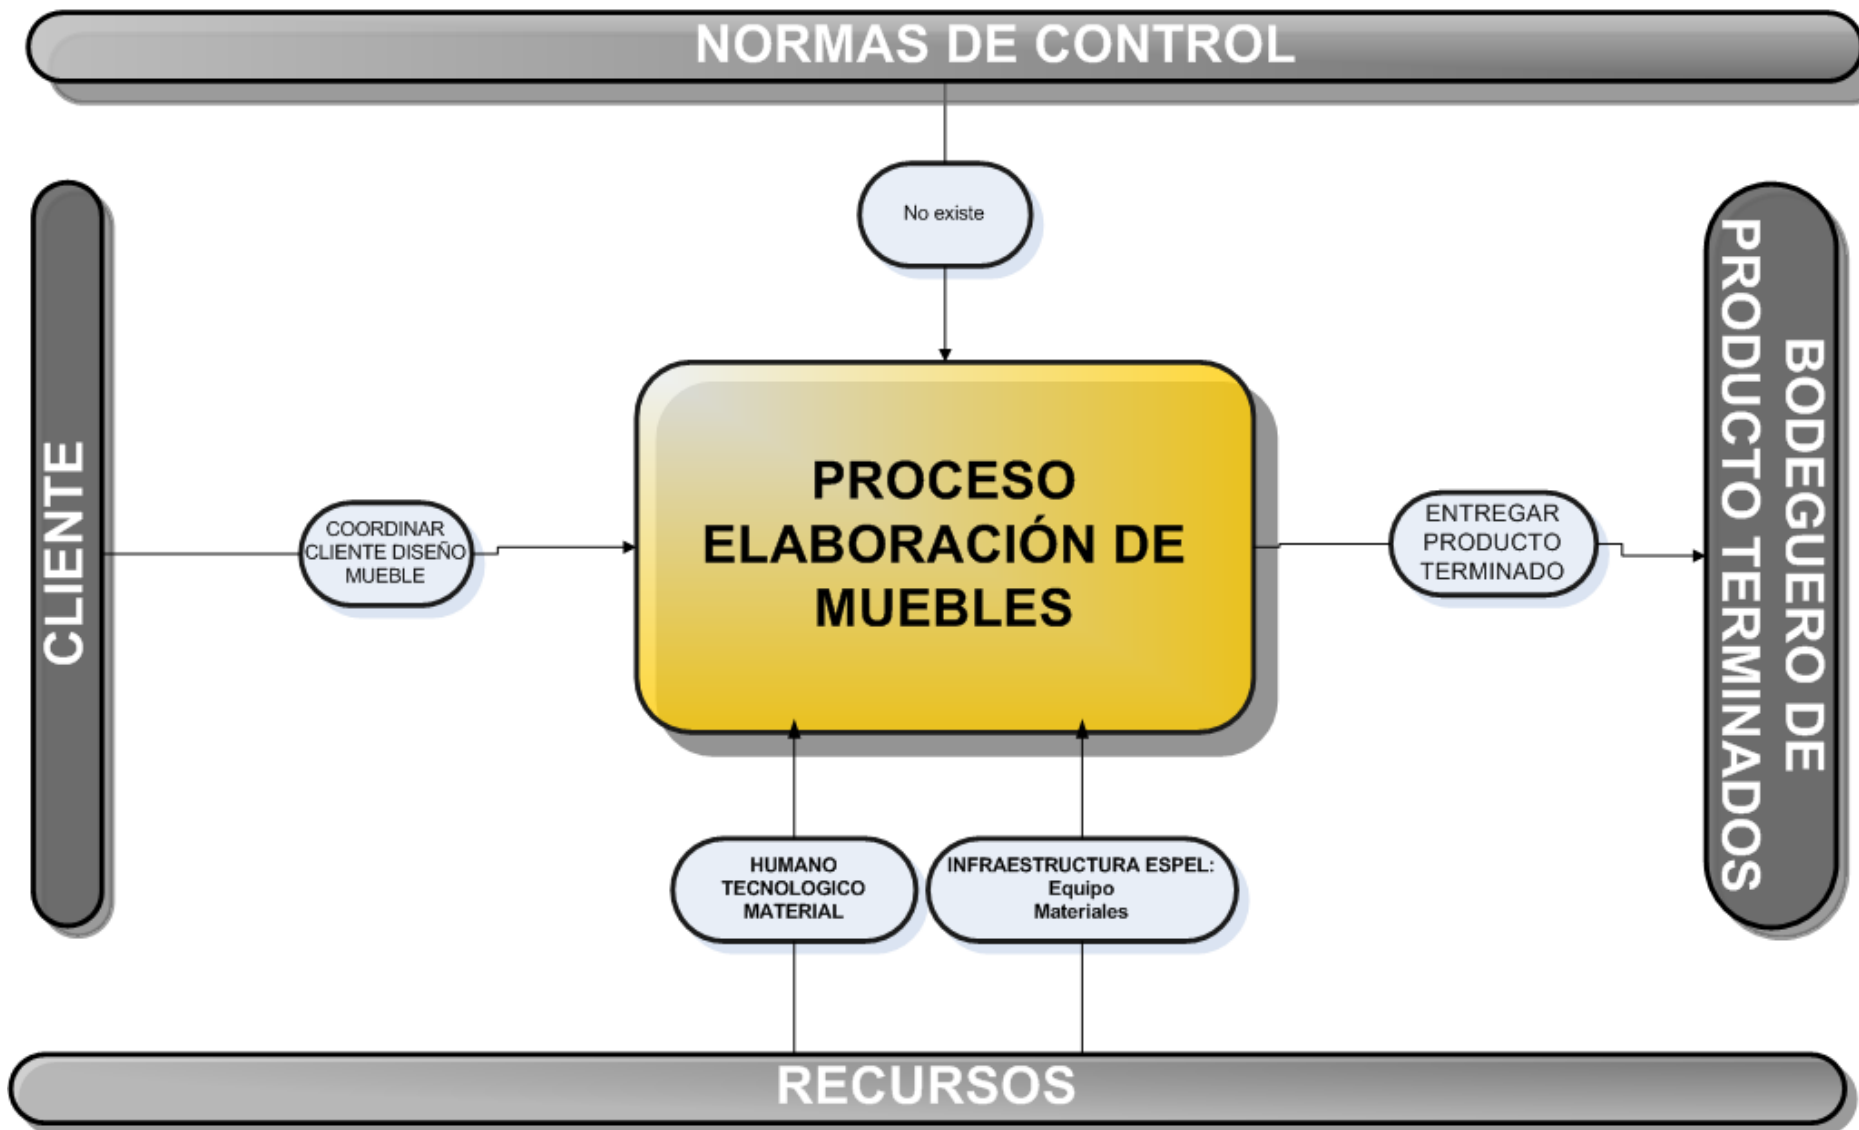 NORMAS DE CONTROL
No existe
CLIENTE
COORDINAR
CLIENTE DISEÑO
MUEBLE
PROCESO
ELABORACIÓN DE
MUEBLES
ENTREGAR
PRODUCTO
TERMINADO
BODEGUERO DE
PRODUCTO TERMINADOS
HUMANO
TECNOLOGICO
MATERIAL
INFRAESTRUCTURA ESPEL:
Equipo
Materiales
RECURSOS